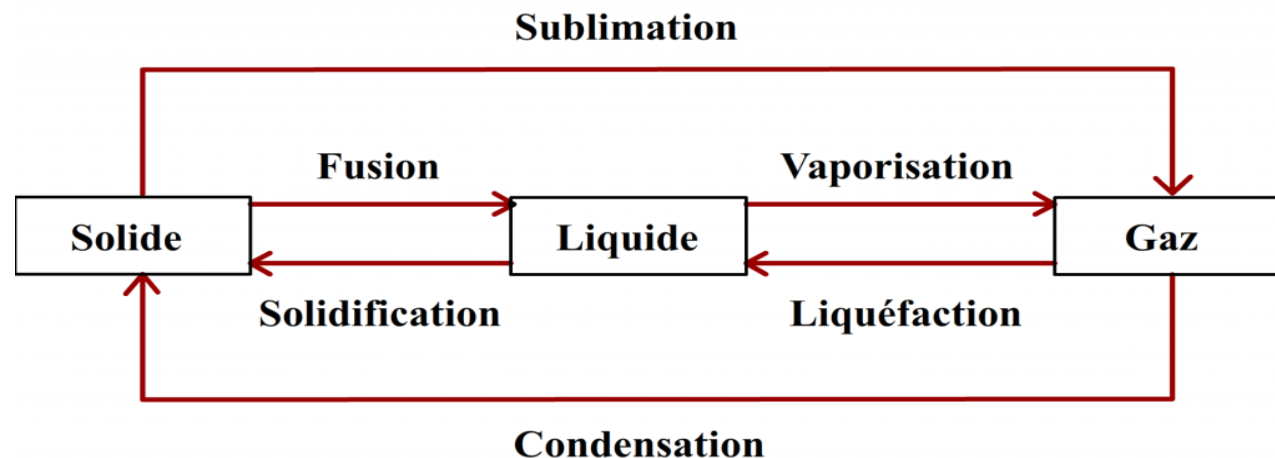 Sublimation
Fusion
Vaporisation
Solide
Liquide
Gaz
Solidification
Liquéfaction
Condensation